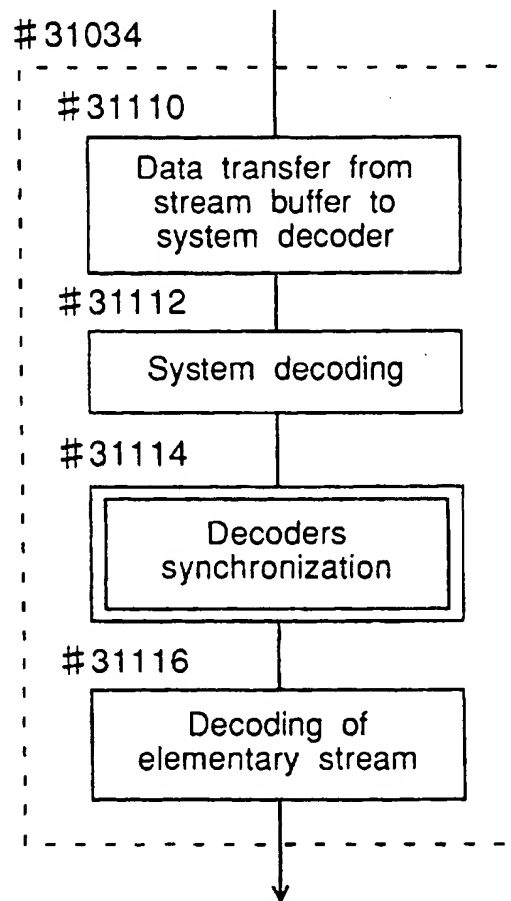 #31034
#31110
Data transfer from
stream buffer to
system decoder
#31112
System decoding
#31114
Decoders
synchronization
#31116
Decoding of
elementary stream